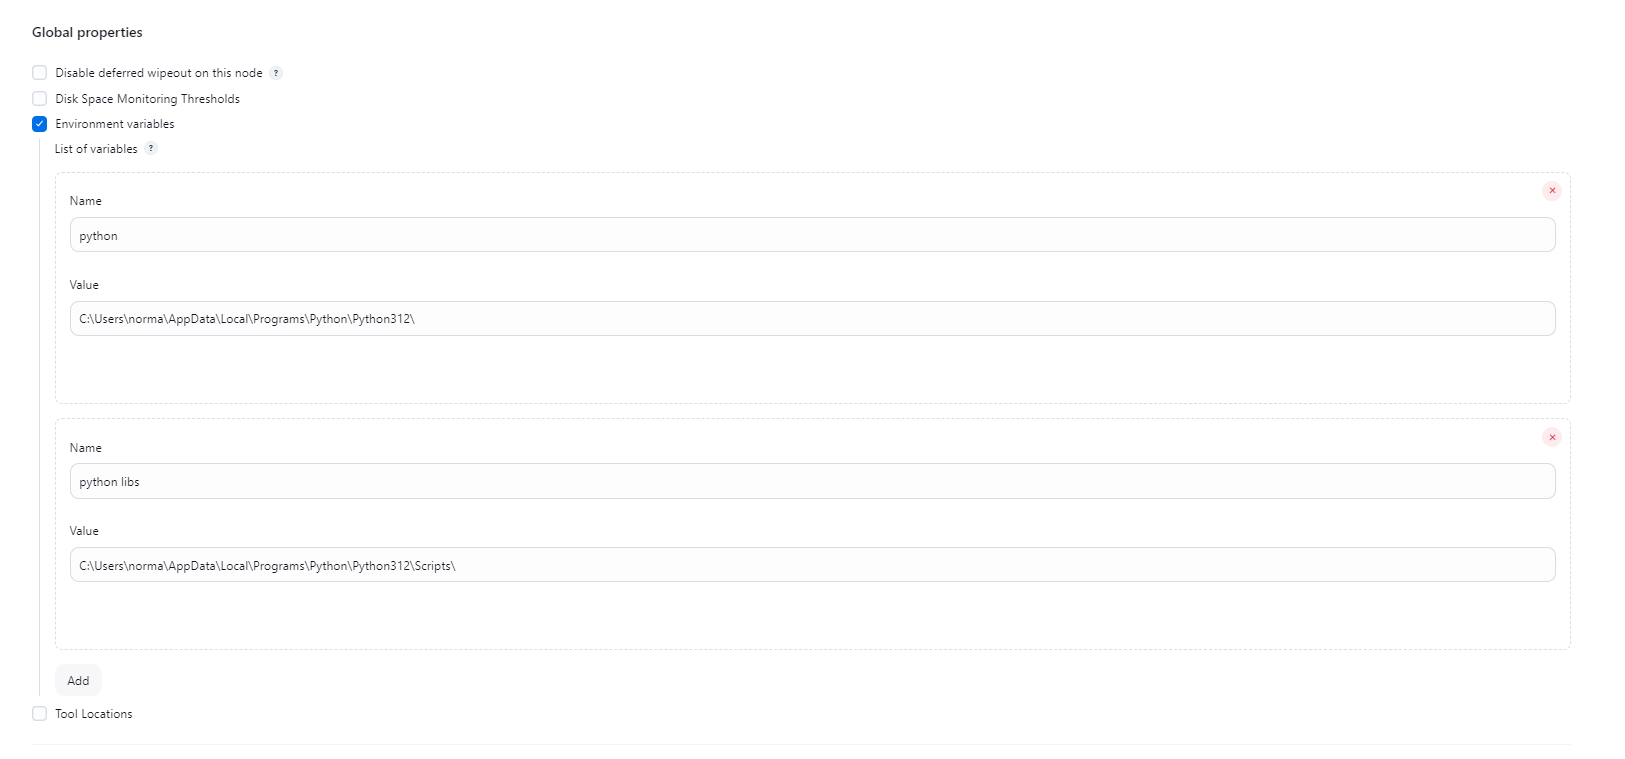 Global properties
Disable deferred wipeout on this node ?
Disk Space Monitoring Thresholds
Environment variables
List of variables ?
Name
python
Value
C:\Users\norma\AppData\Local\Programs\Python\Python312\
Name
python libs
Value
C:\Users\norma\AppData\Local\Programs\Python\Python312\Scripts\
Add
Tool Locations